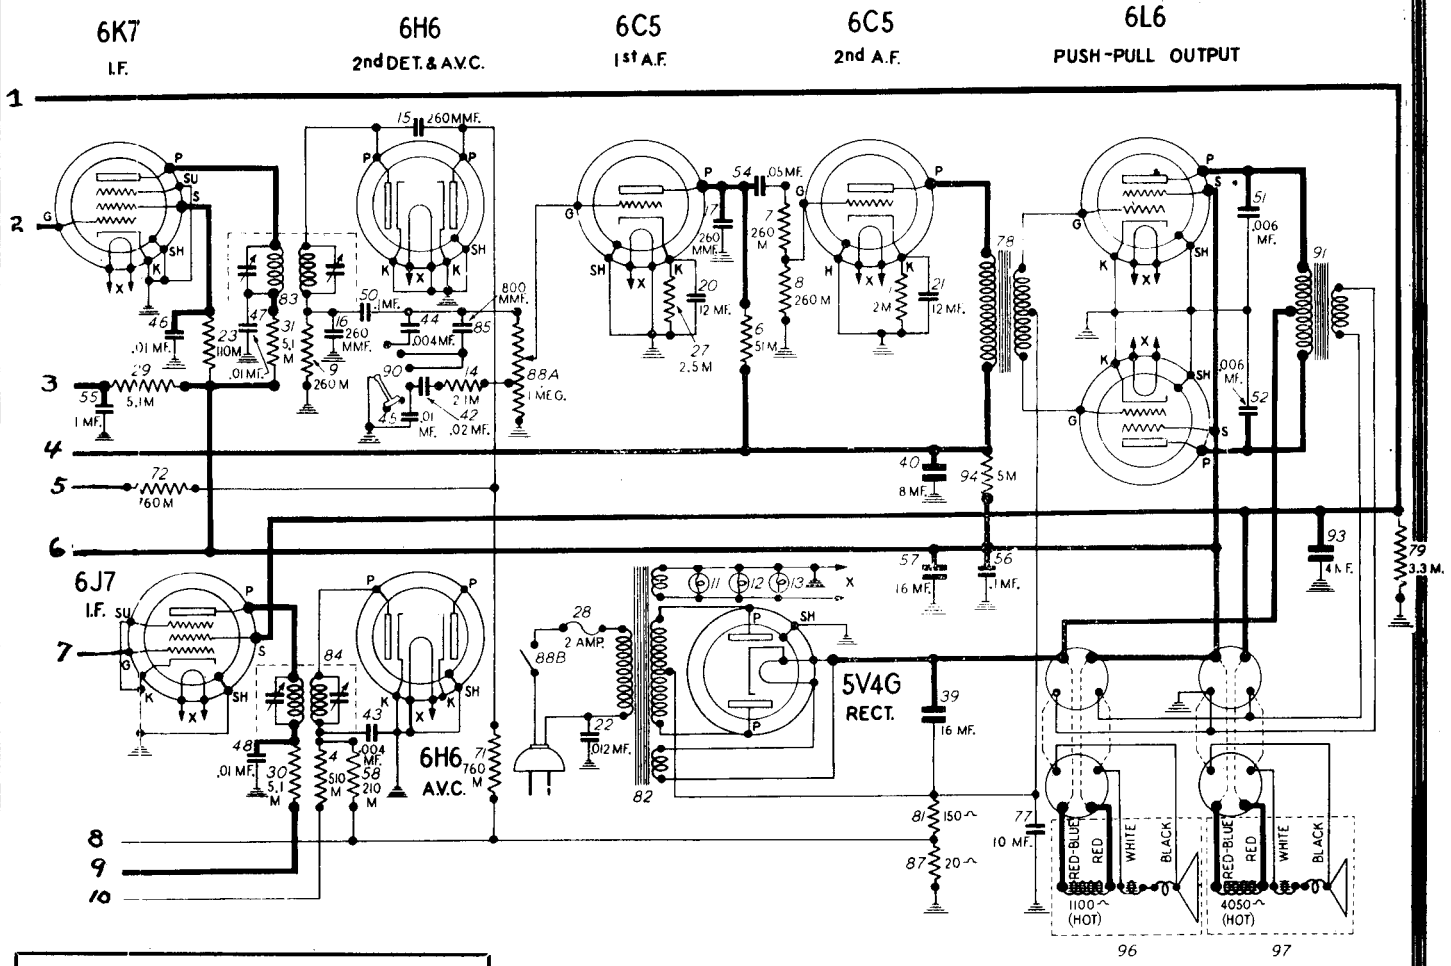 6K7
I.F.
6H6
2nd DET. & A.V.C.
6C5
1st A.F.
6C5
2nd A.F.
6L6
PUSH-PULL OUTPUT
1
15
260 MMF.
P
SU
S
G
2
K
SH
X
P
P
K
X
K
SH
83
50
.1 MF.
800
MMF.
46
.01 MF.
23
110M
47
.01 MF.
31
5.1
M
16
260
MMF.
9
260 M
44
.004 MF.
85
88A
1 MEG.
90
14
2.1M
45
.01
MF.
42
.02 MF.
3
29
5.1M
55
.1 MF.
P
G
SH
K
54
.05 MF.
17
260
MMF.
7
260
M
8
260 M
20
12 MF.
27
2.5 M
6
51 M
P
G
H
K
1
2M
21
12 MF.
78
P
S
G
X
K
SH
51
.006
MF.
91
X
K
SH
.006
MF.
52
G
S
P
4
40
8 MF.
94
5M
5
72
760 M
6
57
16 MF.
56
.1 MF.
93
4 MF.
79
3.3 M.
6J7
I.F.
SU
P
S
7
G
K
X
SH
84
P
P
K
X
K
SH
43
.004
MF.
48
.01 MF.
30
5.1
M
4
510
M
58
210
M
6H6
A.V.C.
71
760
M
88B
28
2 AMP.
22
.012 MF.
82
11
12
13
X
P
SH
P
5V4G
RECT.
39
16 MF.
81
150~
87
20~
77
10 MF.
8
9
10
RED-BLUE
RED
WHITE
BLACK
1100~
(HOT)
96
RED-BLUE
RED
WHITE
BLACK
4050~
(HOT)
97